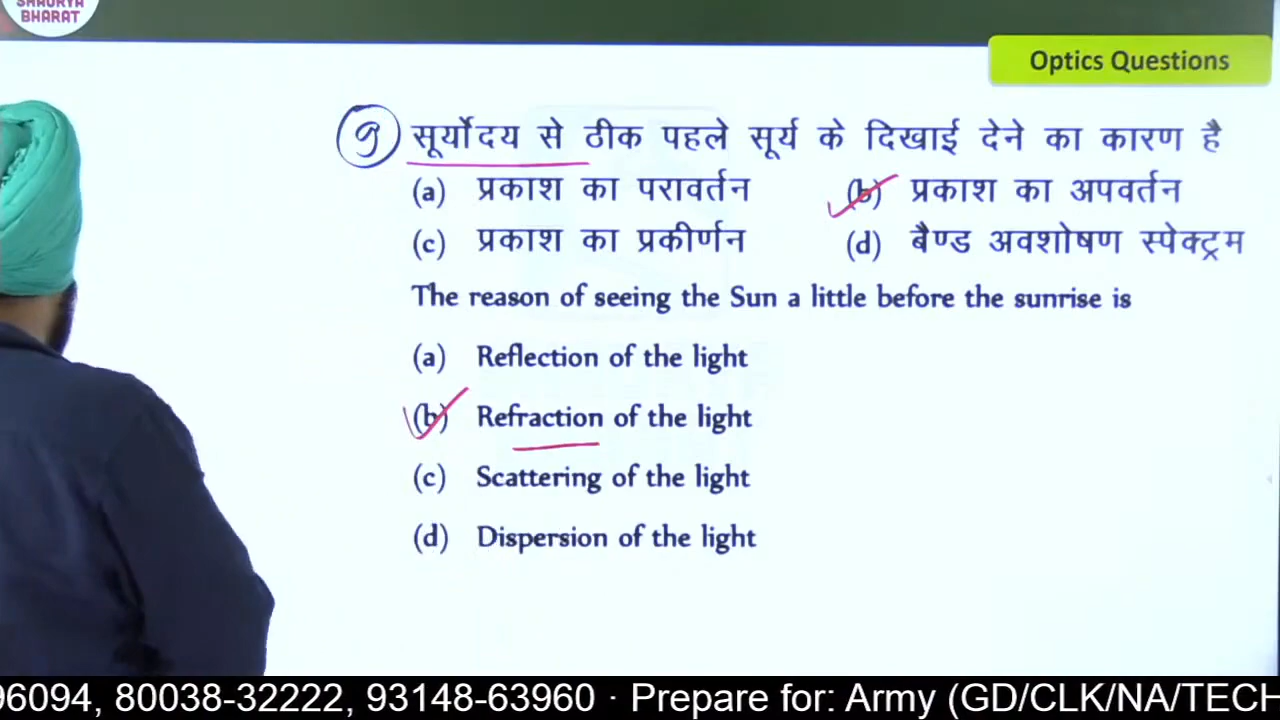 SHAURYA
BHARAT
Optics Questions
9 सूर्योदय से ठीक पहले सूर्य के दिखाई देने का कारण है
(a) प्रकाश का परावर्तन (b) प्रकाश का अपवर्तन
(c) प्रकाश का प्रकीर्णन (d) बैण्ड अवशोषण स्पेक्ट्रम
The reason of seeing the Sun a little before the sunrise is
(a) Reflection of the light
(b) Refraction of the light
(c) Scattering of the light
(d) Dispersion of the light
96094, 80038-32222, 93148-63960 · Prepare for: Army (GD/CLK/NA/TECH